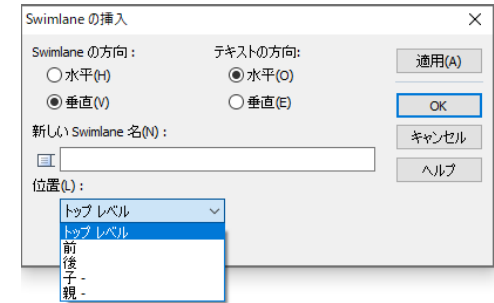 Swimlane の挿入
Swimlane の方向： テキストの方向:
水平(H) 水平(O) 適用(A)
垂直(V) 垂直(E) OK
新しい Swimlane 名(N)： キャンセル
ヘルプ
位置(L)：
トップ レベル
トップ レベル
前
後
子 -
親 -